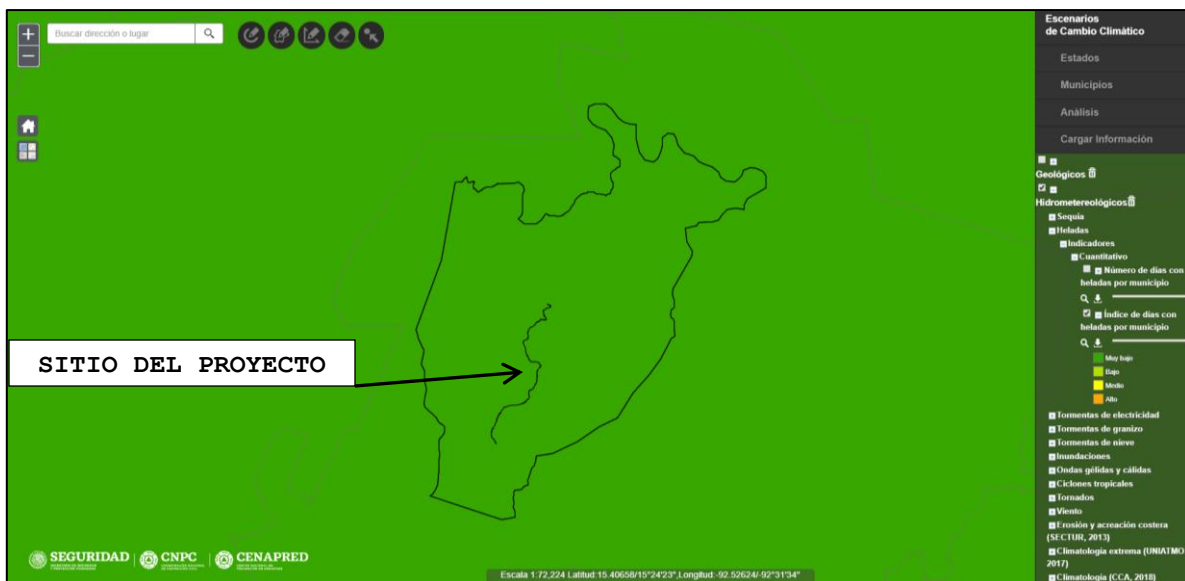 Buscar dirección o lugar
SITIO DEL PROYECTO
SEGURIDAD
CNPC
CENAPRED
Escala 1:72,224 Latitud:15.40658/15°24'23",Longitud:-92.52624/-92°31'34"
Escenarios
de Cambio Climático
Estados
Municipios
Análisis
Cargar Información
Geológicos
Hidrometereológicos
Sequía
Heladas
Indicadores
Cuantitativo
Número de días con
heladas por municipio
Índice de días con
heladas por municipio
Muy bajo
Bajo
Medio
Alto
Tormentas de electricidad
Tormentas de granizo
Tormentas de nieve
Inundaciones
Ondas gélidas y cálidas
Ciclones tropicales
Tornados
Viento
Erosión y acreación costera
(SECTUR, 2013)
Climatología extrema (UNIATMO
2017)
Climatología (CCA, 2018)